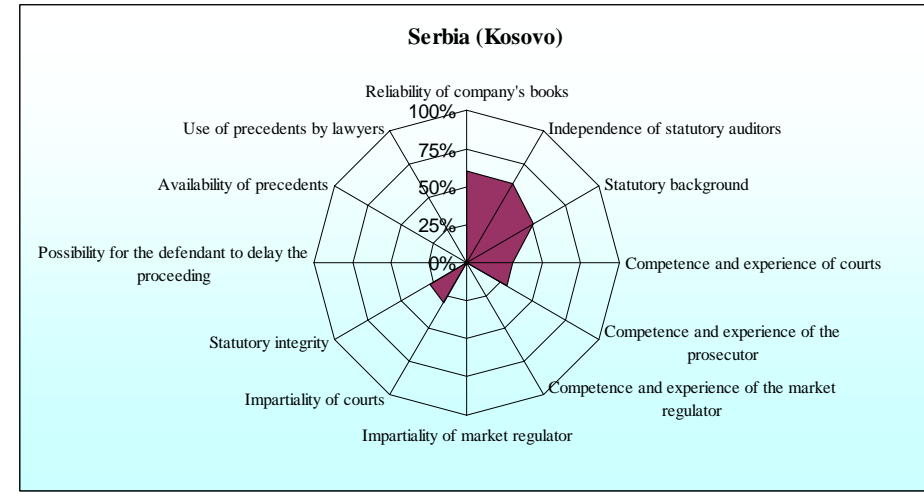 Serbia (Kosovo)
Reliability of company's books
100%
Use of precedents by lawyers
Independence of statutory auditors
75%
Availability of precedents
50%
Statutory background
25%
Possibility for the defendant to delay the
proceeding
0%
Competence and experience of courts
Statutory integrity
Competence and experience of the
prosecutor
Impartiality of courts
Competence and experience of the market
regulator
Impartiality of market regulator